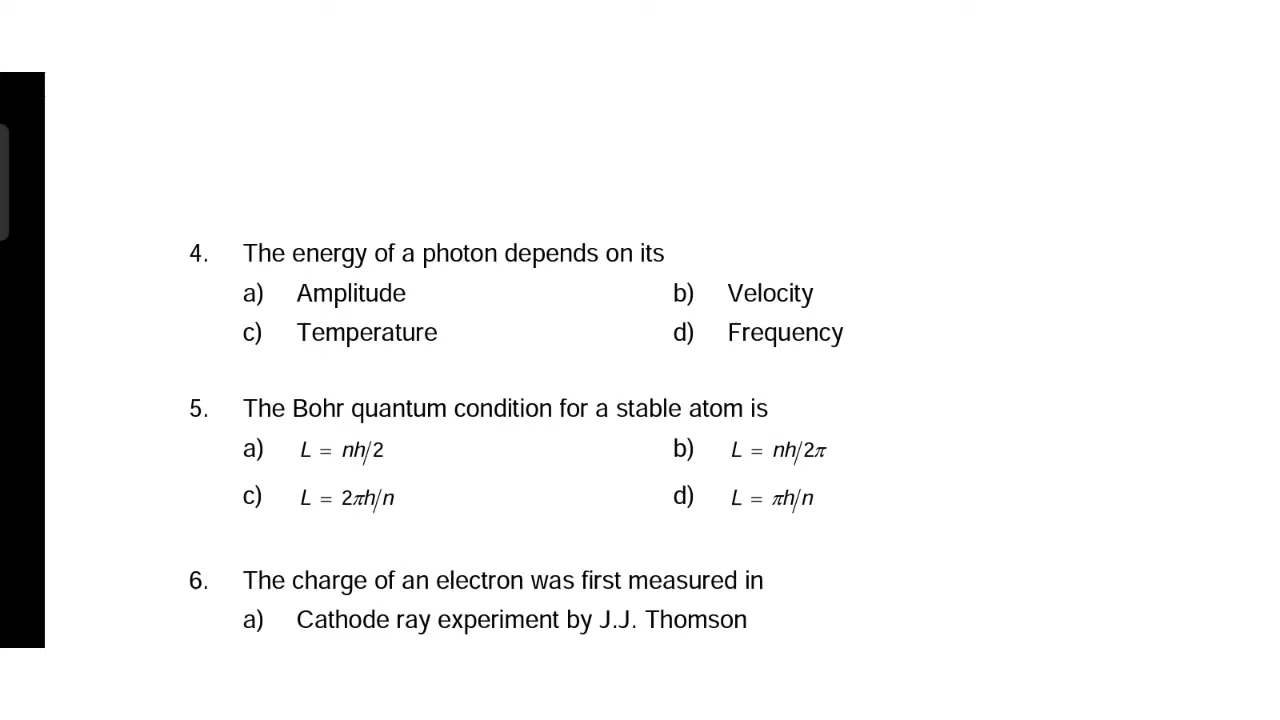 4. The energy of a photon depends on its
a) Amplitude b) Velocity
c) Temperature d) Frequency
5. The Bohr quantum condition for a stable atom is
a) L = nh/2 b) L = nh/2π
c) L = 2πh/n d) L = πh/n
6. The charge of an electron was first measured in
a) Cathode ray experiment by J.J. Thomson